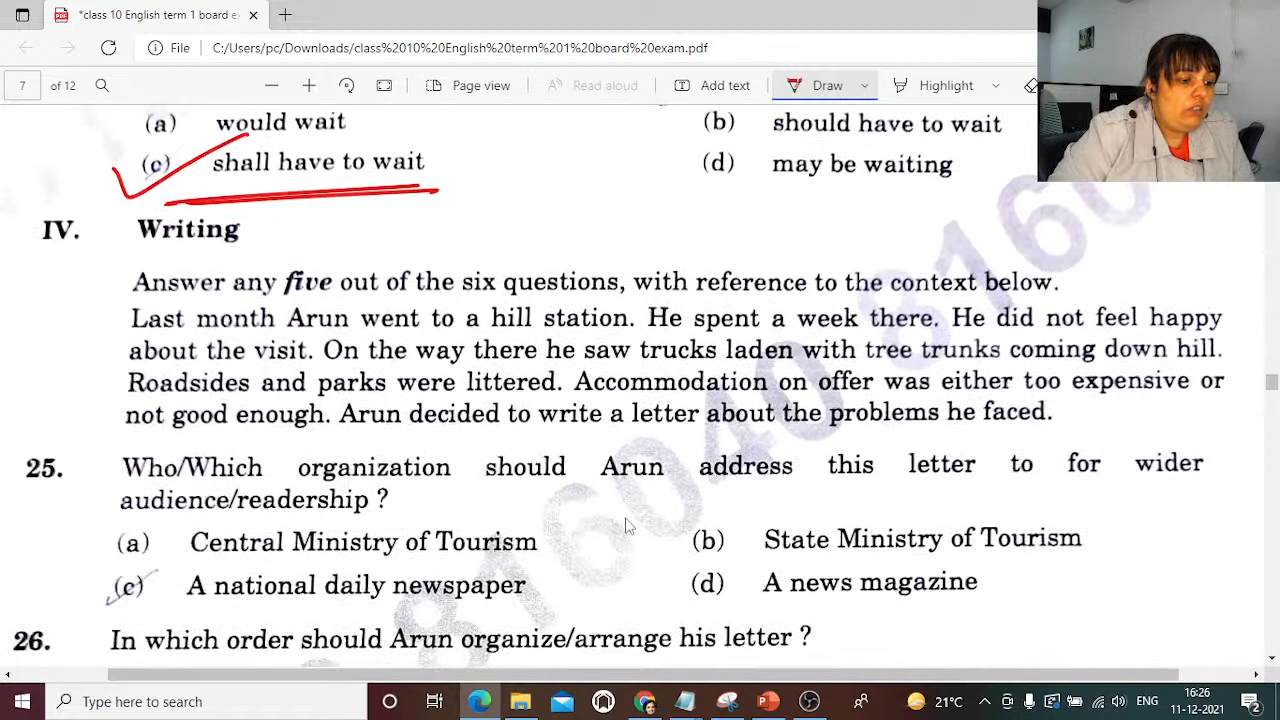 *class 10 English term 1 board e
File
C:/Users/pc/Downloads/class%2010%20English%20term%201%20board%20exam.pdf
7 of 12
Page view
Read aloud
Add text
Draw
Highlight
(a) would wait
(b) should have to wait
(c) shall have to wait
(d) may be waiting
IV. Writing
Answer any five out of the six questions, with reference to the context below.
Last month Arun went to a hill station. He spent a week there. He did not feel happy
about the visit. On the way there he saw trucks laden with tree trunks coming down hill.
Roadsides and parks were littered. Accommodation on offer was either too expensive or
not good enough. Arun decided to write a letter about the problems he faced.
25. Who/Which organization should Arun address this letter to for wider
audience/readership ?
(a) Central Ministry of Tourism
(b) State Ministry of Tourism
(c) A national daily newspaper
(d) A news magazine
26. In which order should Arun organize/arrange his letter ?
8160408160
Type here to search
21°C
ENG
16:26
11-12-2021
2